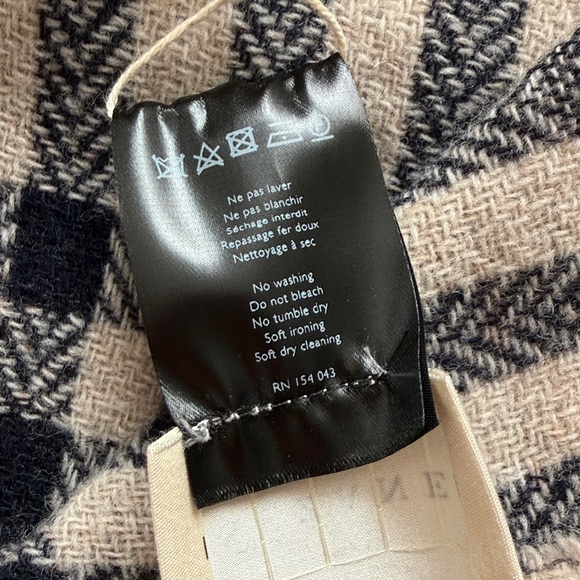 Ne pas laver
Ne pas blanchir
Séchage interdit
Repassage fer doux
Nettoyage à sec
No washing
Do not bleach
No tumble dry
Soft ironing
Soft dry cleaning
RN 154 043